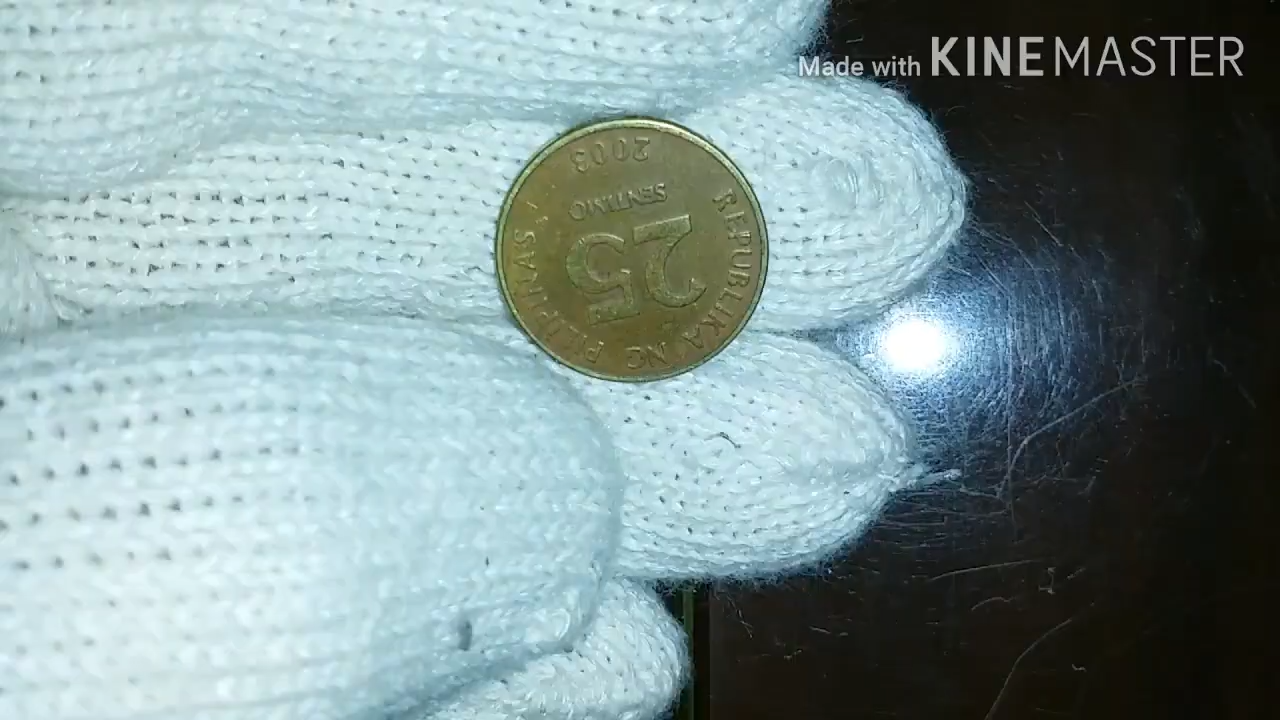 Made with KINEMASTER
REPUBLIKA NG PILIPINAS
25
SENTIMO
2003